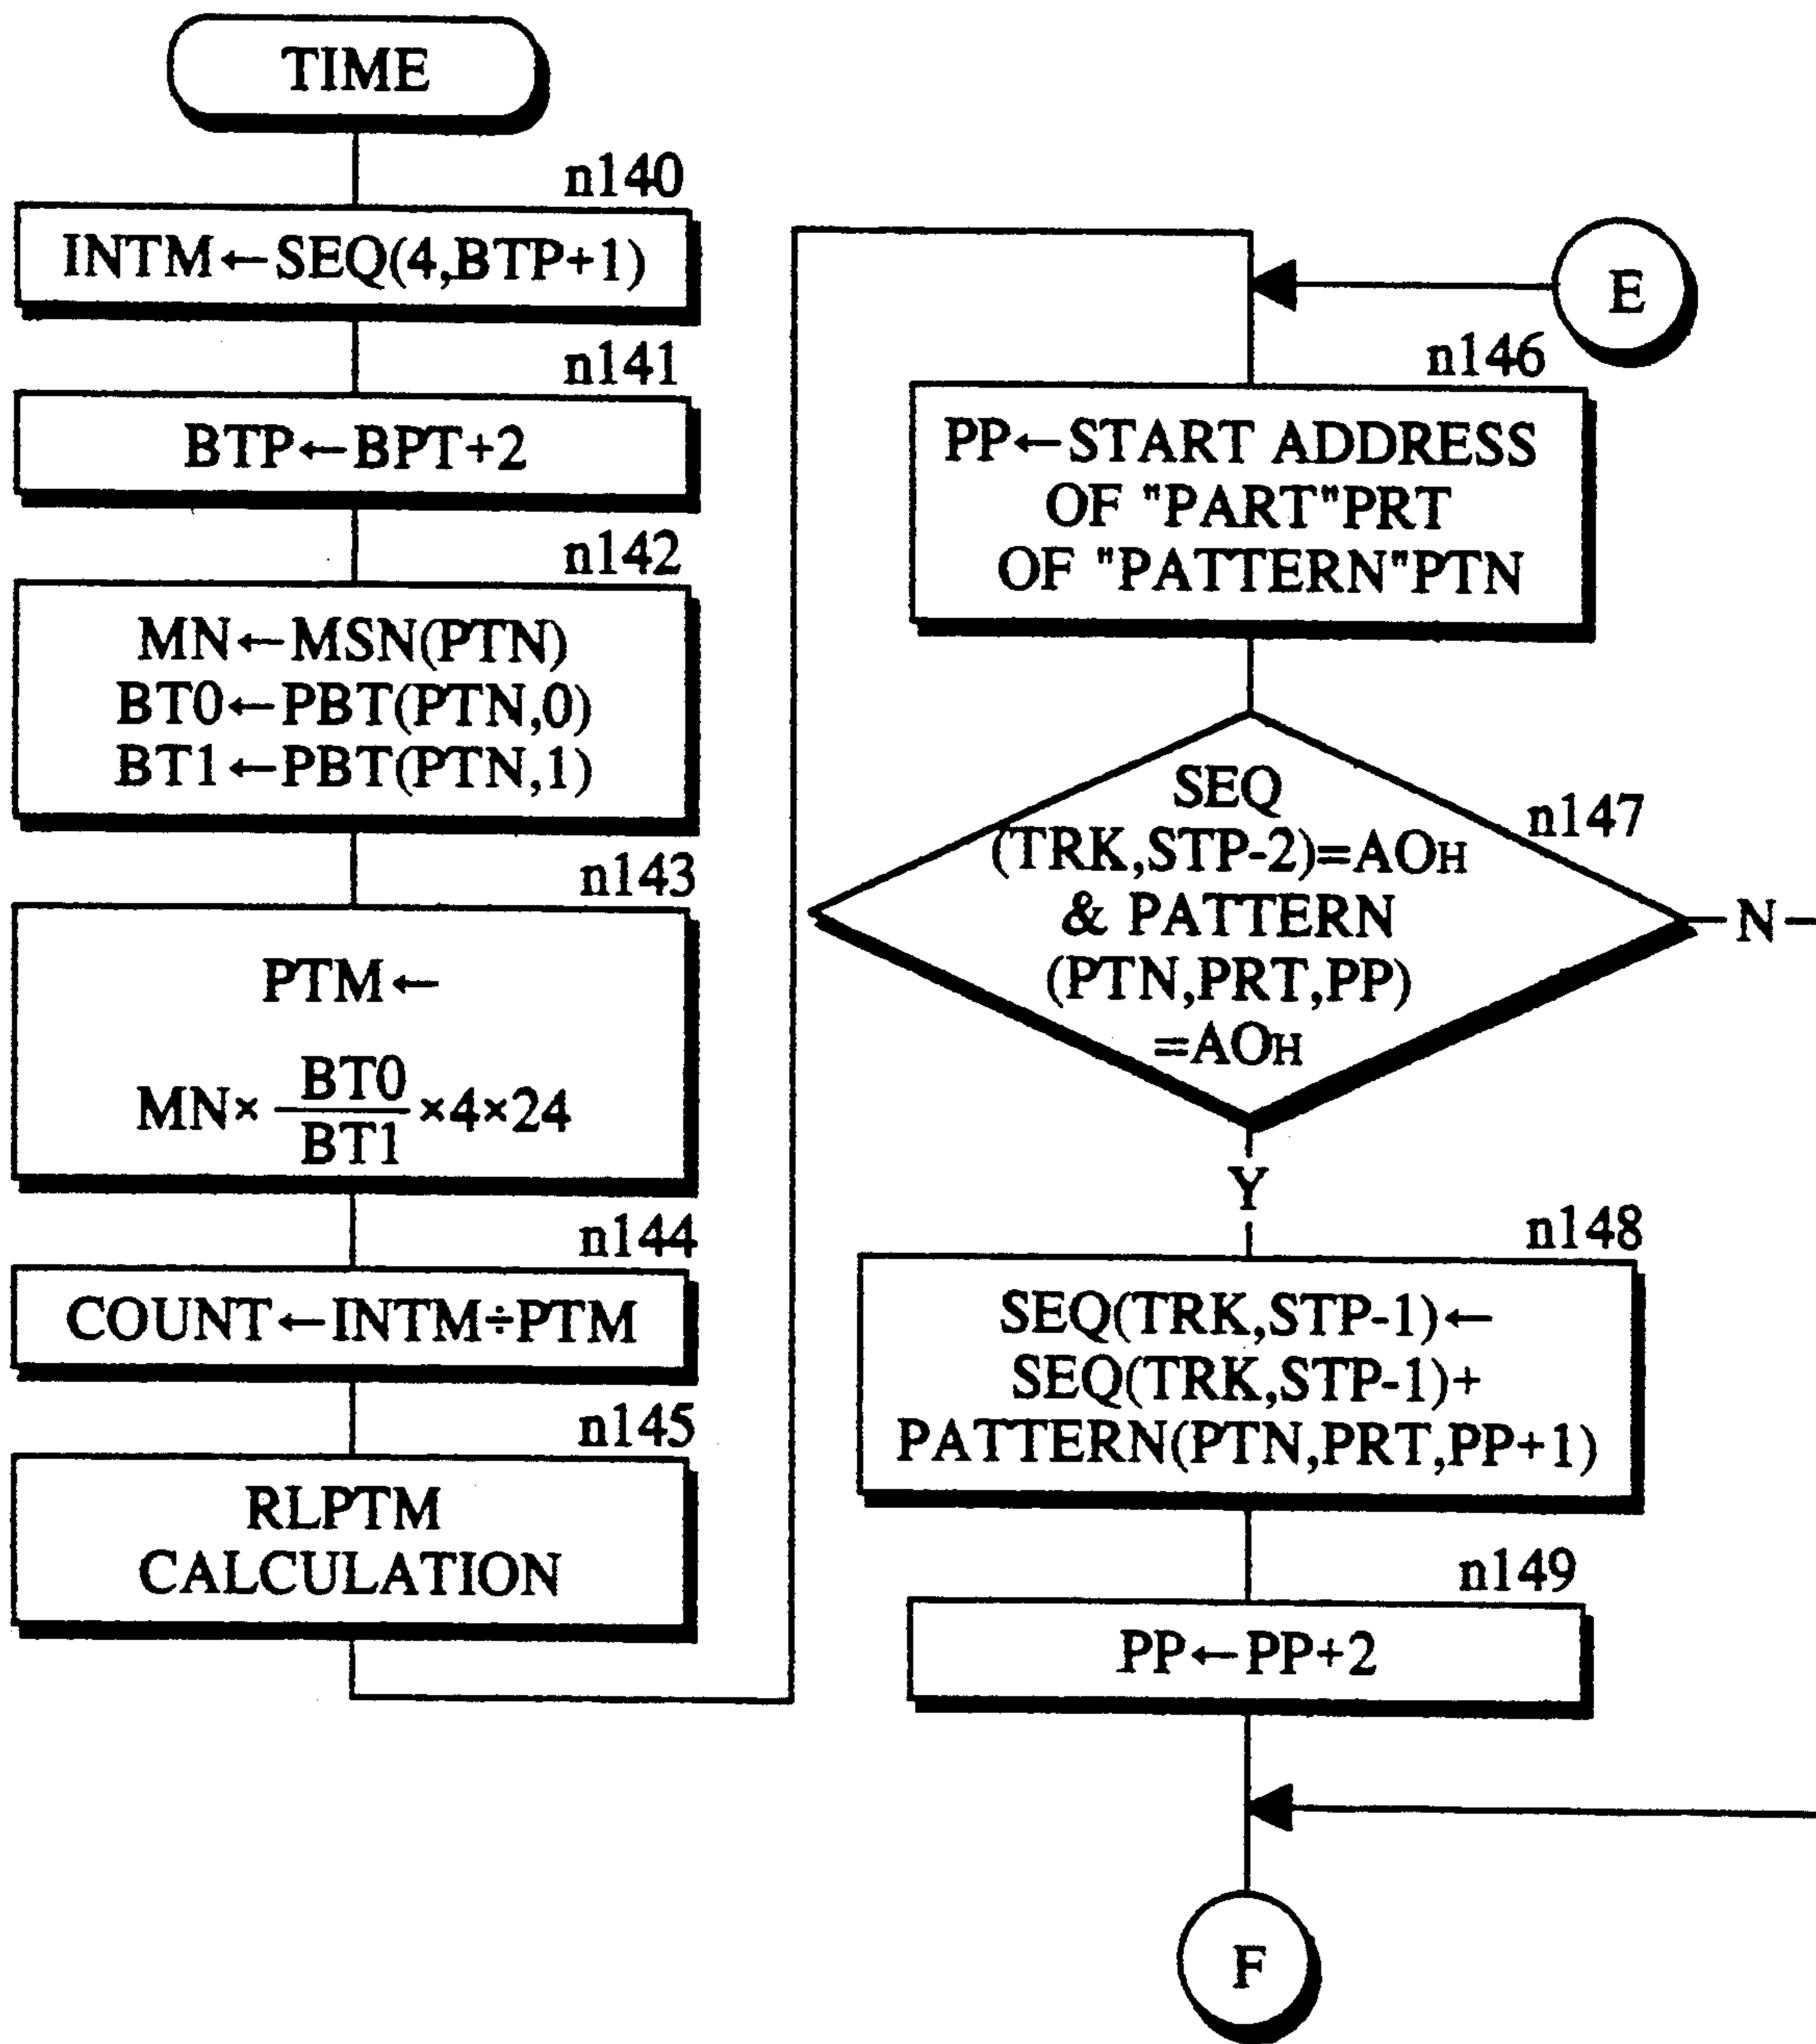 TIME
n140
INTM←SEQ(4,BTP+1)
n141
BTP←BPT+2
n142
MN←MSN(PTN)
BT0←PBT(PTN,0)
BT1←PBT(PTN,1)
n143
PTM←
MN× BT0/BT1 ×4×24
n144
COUNT←INTM÷PTM
n145
RLPTM
CALCULATION
E
n146
PP←START ADDRESS
OF "PART"PRT
OF "PATTERN"PTN
n147
SEQ
(TRK,STP-2)=AOH
& PATTERN
(PTN,PRT,PP)
=AOH
N
Y
n148
SEQ(TRK,STP-1)←
SEQ(TRK,STP-1)+
PATTERN(PTN,PRT,PP+1)
n149
PP←PP+2
F